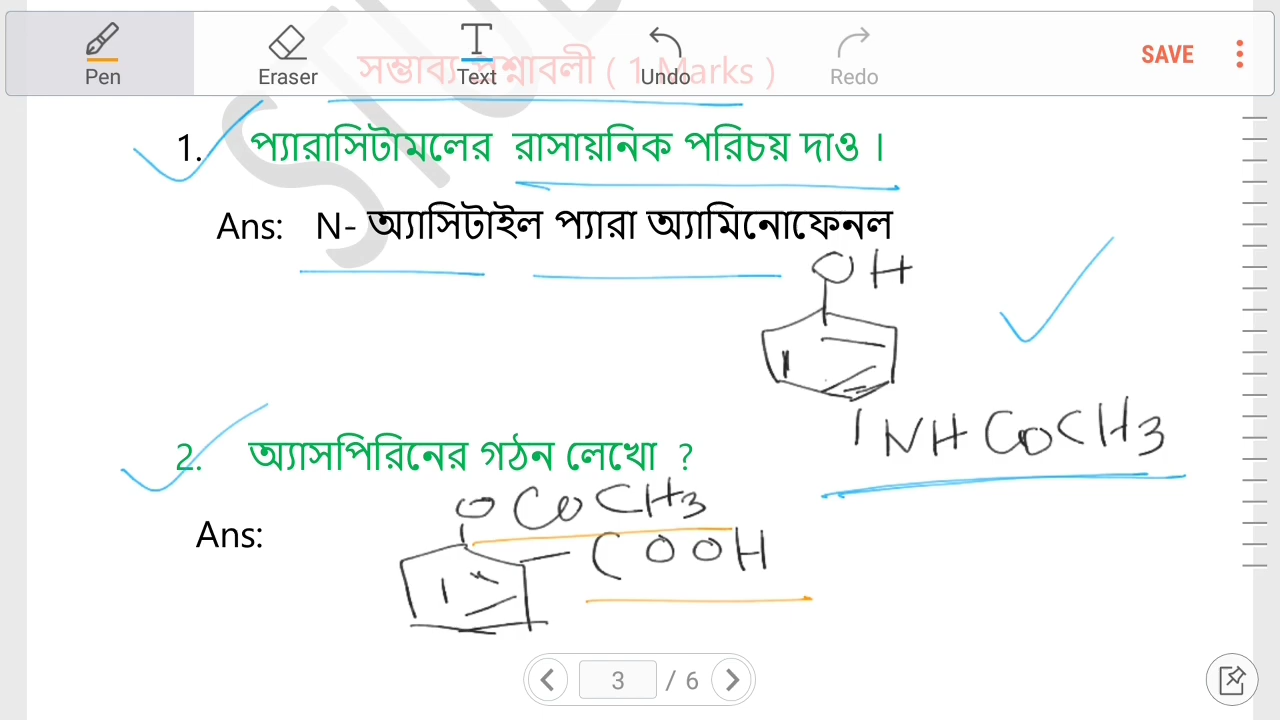 Pen
Eraser
Text
Undo
Redo
SAVE
সম্ভাব্য প্রশ্নাবলী ( 1 Marks )
1. প্যারাসিটামলের রাসায়নিক পরিচয় দাও ।
Ans: N- অ্যাসিটাইল প্যারা অ্যামিনোফেনল
OH
NHCOCH3
2. অ্যাসপিরিনের গঠন লেখো ?
OCOCH3
Ans:
COOH
3 / 6